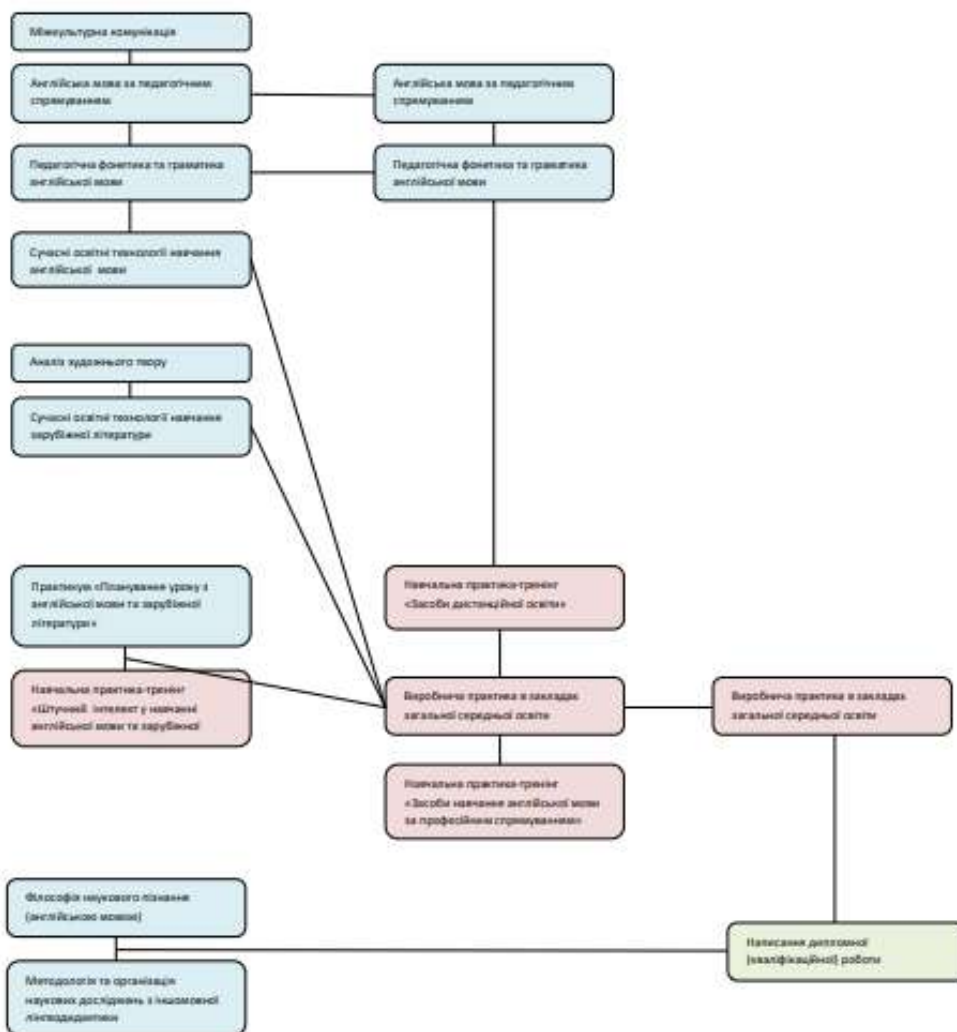 Міжкультурна комунікація
Англійська мова за педагогічним
спрямуванням
Англійська мова за педагогічним
спрямуванням
Педагогічна фонетика та граматика
англійської мови
Педагогічна фонетика та граматика
англійської мови
Сучасні освітні технології навчання
англійської мови
Аналіз художнього твору
Сучасні освітні технології навчання
зарубіжної літератури
Практикум «Планування уроку з
англійської мови та зарубіжної
літератури»
Навчальна практика-тренінг
«Засоби дистанційної освіти»
Навчальна практика-тренінг
«Штучний інтелект у навчанні
англійської мови та зарубіжної
Виробнича практика в закладах
загальної середньої освіти
Виробнича практика в закладах
загальної середньої освіти
Навчальна практика-тренінг
«Засоби навчання англійської мови
за професійним спрямуванням»
Філософія наукового пізнання
(англійською мовою)
Написання дипломної
(кваліфікаційної) роботи
Методологія та організація
наукових досліджень з іншомовної
лінгводидактики